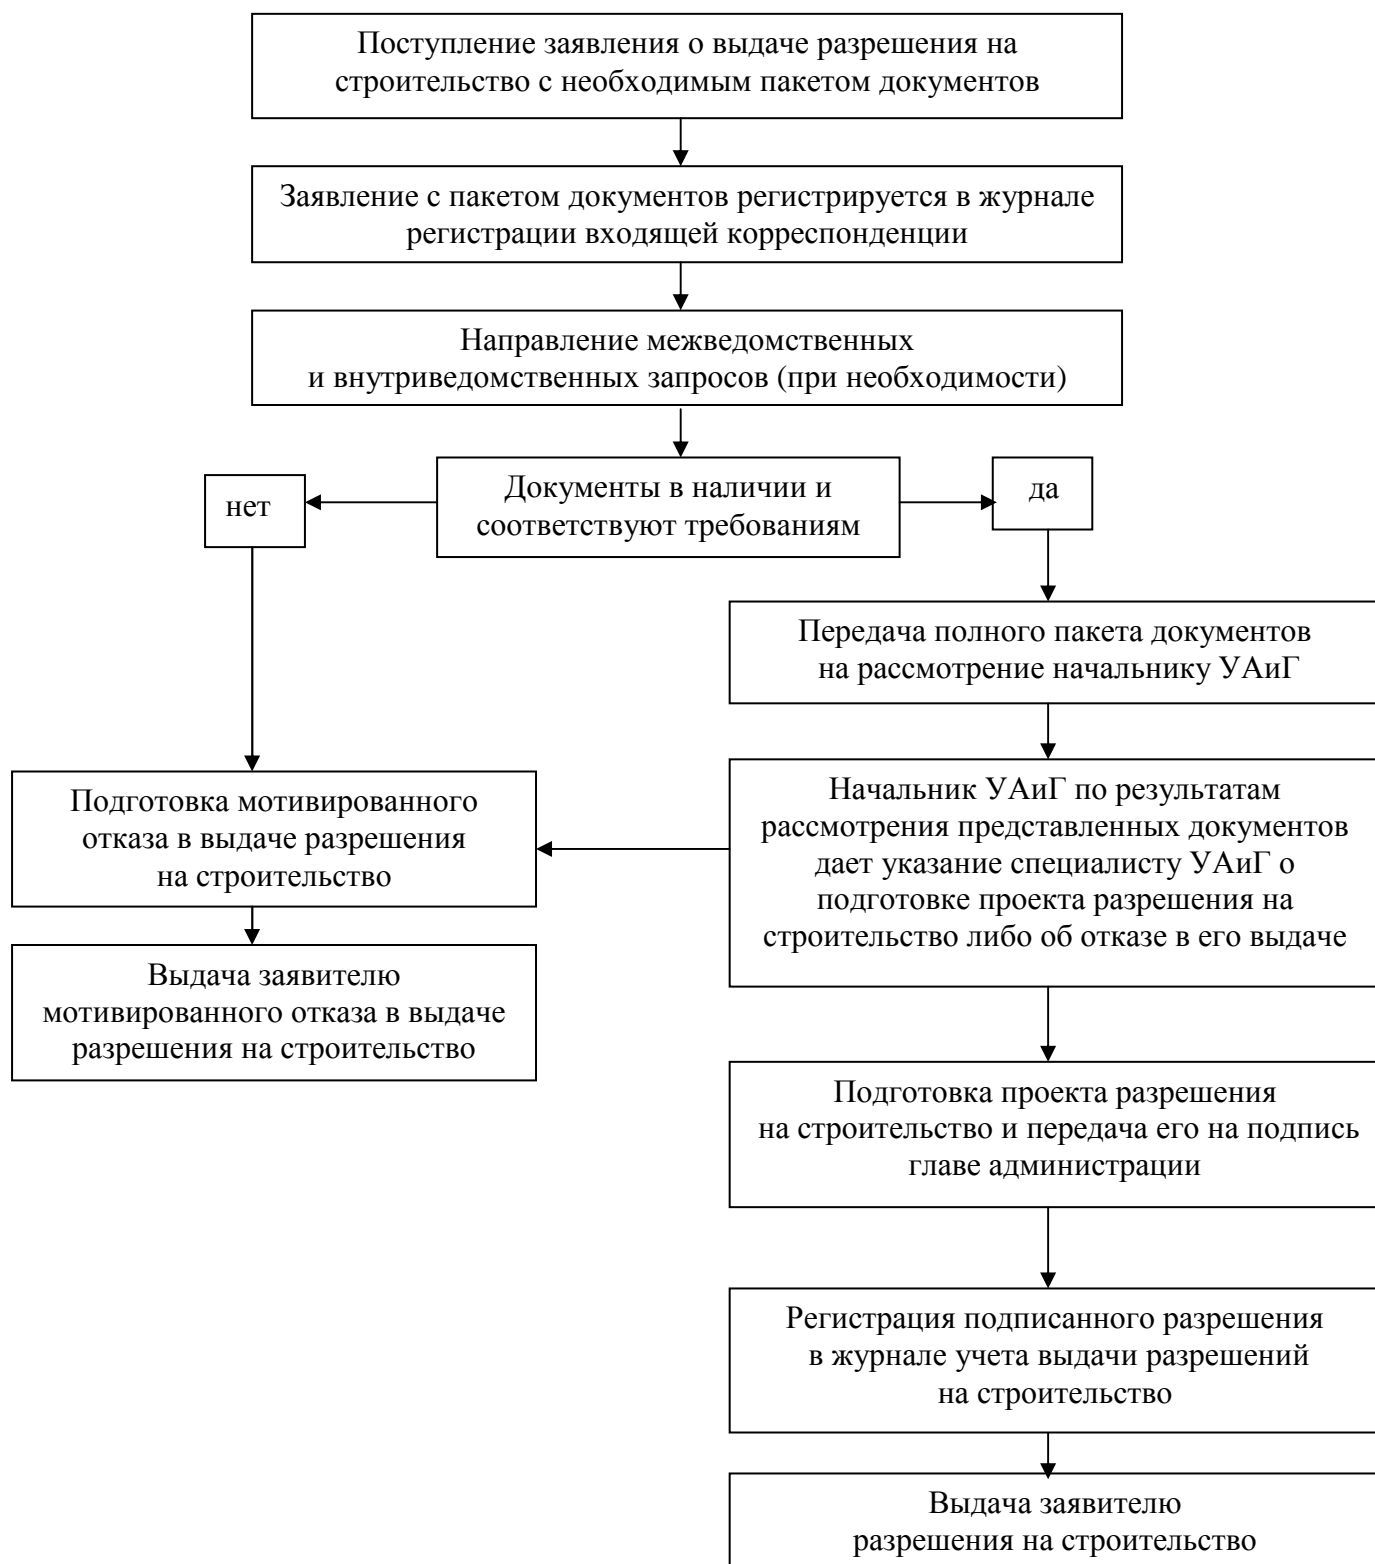 Поступление заявления о выдаче разрешения на
строительство с необходимым пакетом документов
Заявление с пакетом документов регистрируется в журнале
регистрации входящей корреспонденции
Направление межведомственных
и внутриведомственных запросов (при необходимости)
нет
Документы в наличии и
соответствуют требованиям
да
Передача полного пакета документов
на рассмотрение начальнику УАиГ
Подготовка мотивированного
отказа в выдаче разрешения
на строительство
Начальник УАиГ по результатам
рассмотрения представленных документов
дает указание специалисту УАиГ о
подготовке проекта разрешения на
строительство либо об отказе в его выдаче
Выдача заявителю
мотивированного отказа в выдаче
разрешения на строительство
Подготовка проекта разрешения
на строительство и передача его на подпись
главе администрации
Регистрация подписанного разрешения
в журнале учета выдачи разрешений
на строительство
Выдача заявителю
разрешения на строительство